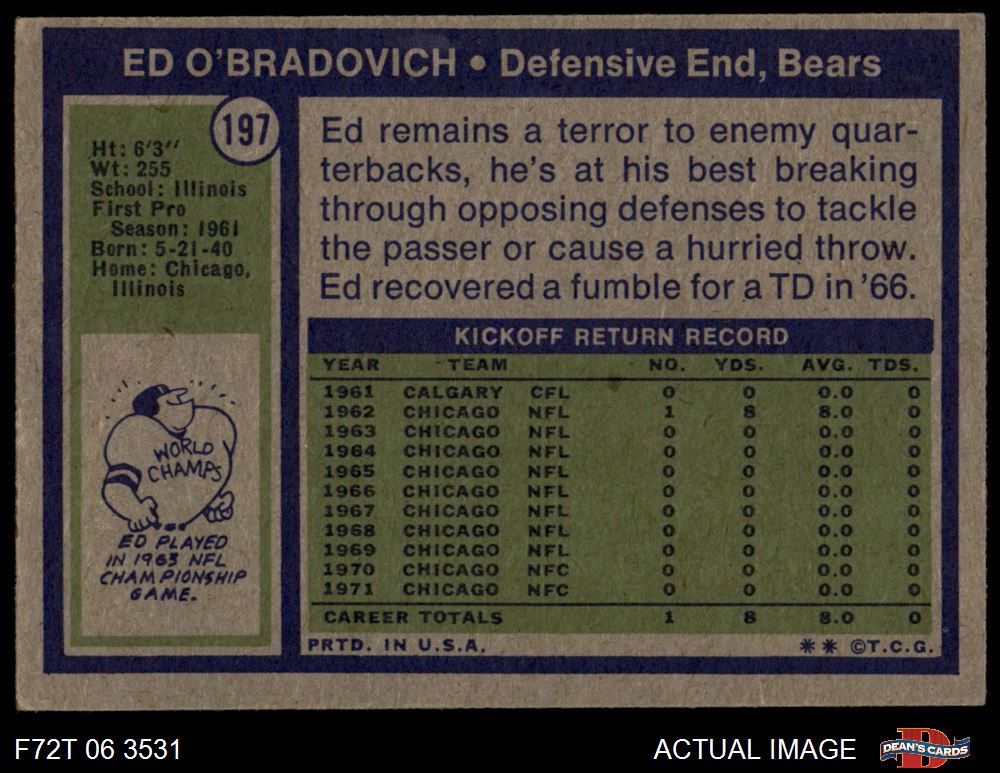 ED O'BRADOVICH • Defensive End, Bears
197
Ht: 6'3''
Wt: 255
School: Illinois
First Pro
Season: 1961
Born: 5-21-40
Home: Chicago,
Illinois
WORLD
CHAMPS
ED PLAYED
IN 1963 NFL
CHAMPIONSHIP
GAME.
Ed remains a terror to enemy quar-
terbacks, he's at his best breaking
through opposing defenses to tackle
the passer or cause a hurried throw.
Ed recovered a fumble for a TD in '66.
KICKOFF RETURN RECORD
YEAR TEAM NO. YDS. AVG. TDS.
1961 CALGARY CFL 0 0 0.0 0
1962 CHICAGO NFL 1 8 8.0 0
1963 CHICAGO NFL 0 0 0.0 0
1964 CHICAGO NFL 0 0 0.0 0
1965 CHICAGO NFL 0 0 0.0 0
1966 CHICAGO NFL 0 0 0.0 0
1967 CHICAGO NFL 0 0 0.0 0
1968 CHICAGO NFL 0 0 0.0 0
1969 CHICAGO NFL 0 0 0.0 0
1970 CHICAGO NFC 0 0 0.0 0
1971 CHICAGO NFC 0 0 0.0 0
CAREER TOTALS 1 8 8.0 0
PRTD. IN U.S.A. ** ©T.C.G.
F72T 06 3531 ACTUAL IMAGE DEAN'S CARDS